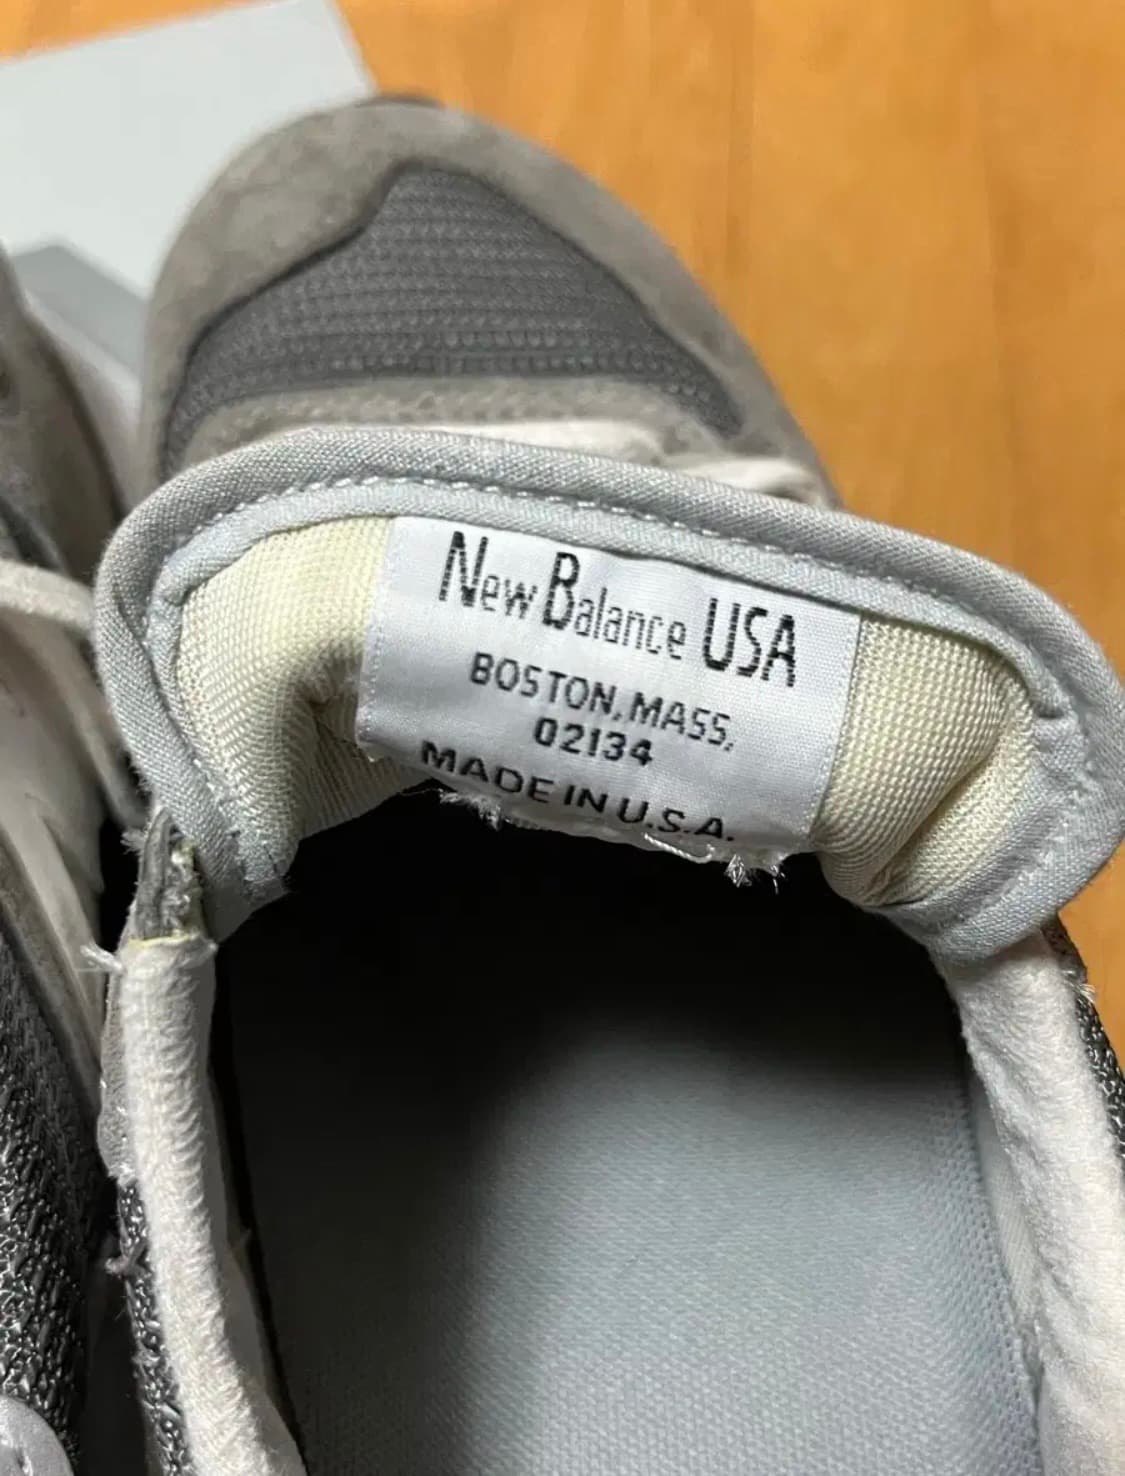 New Balance USA
BOSTON, MASS,
02134
MADE IN U.S.A.